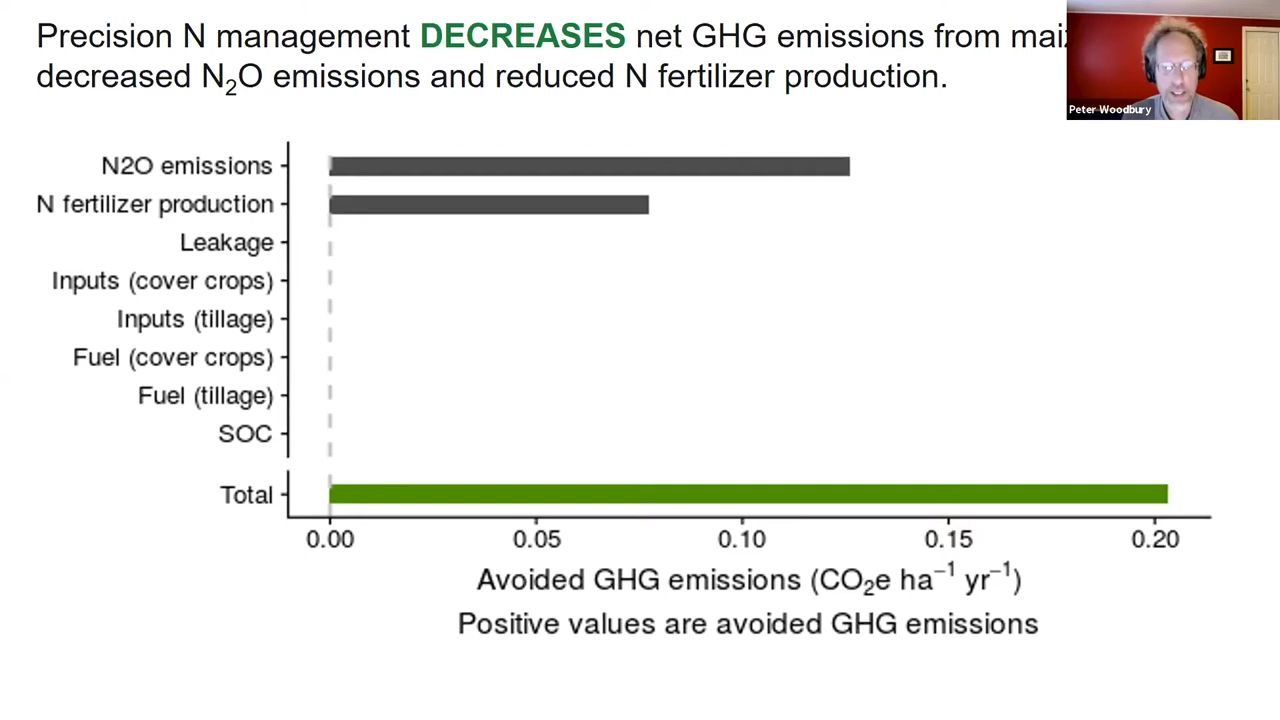 Precision N management DECREASES net GHG emissions from
decreased N₂O emissions and reduced N fertilizer production.
Peter Woodbury
N2O emissions
N fertilizer production
Leakage
Inputs (cover crops)
Inputs (tillage)
Fuel (cover crops)
Fuel (tillage)
SOC
Total
0.00 0.05 0.10 0.15 0.20
Avoided GHG emissions (CO₂e ha⁻¹ yr⁻¹)
Positive values are avoided GHG emissions